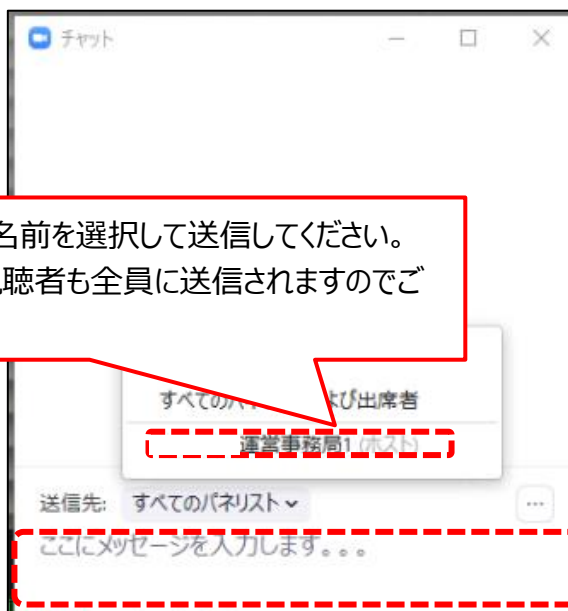 チャット
名前を選択して送信してください。
聴者も全員に送信されますのでご
すべての
び出席者
運営事務局1 (ホスト)
送信先: すべてのパネリスト
...
ここにメッセージを入力します。。。